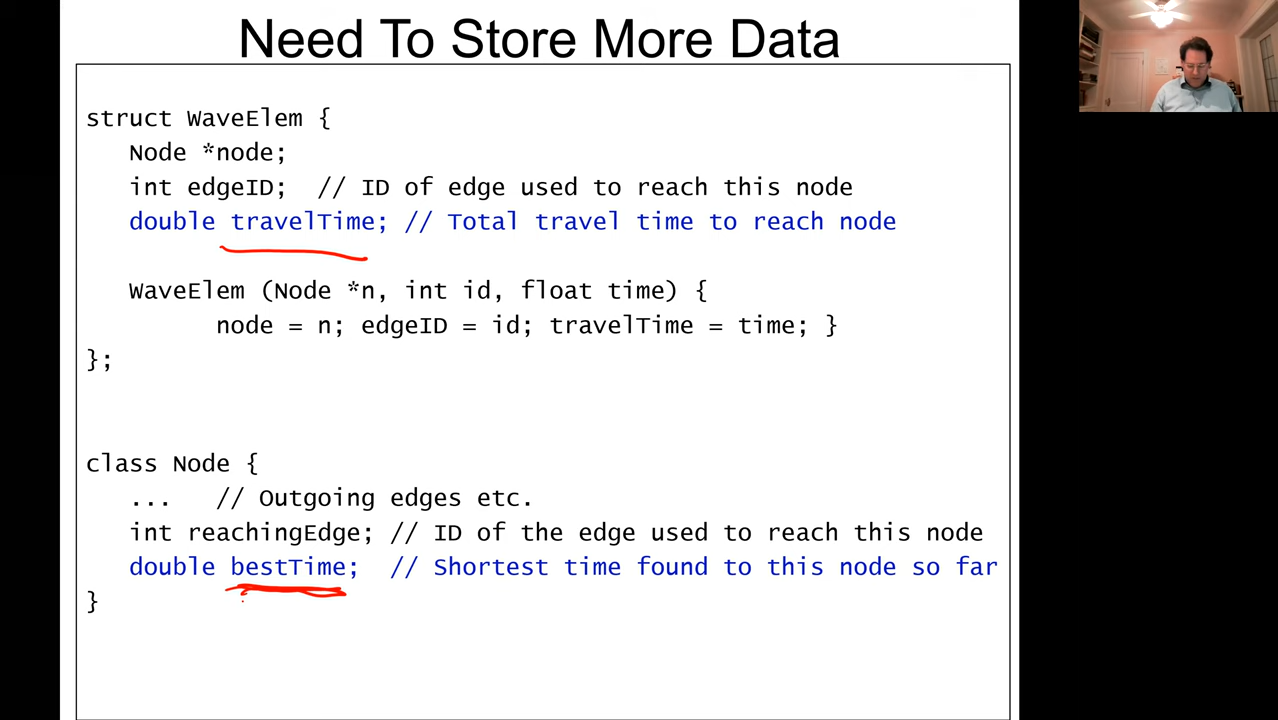 Need To Store More Data
struct WaveElem {
Node *node;
int edgeID; // ID of edge used to reach this node
double travelTime; // Total travel time to reach node
WaveElem (Node *n, int id, float time) {
node = n; edgeID = id; travelTime = time; }
};
class Node {
... // Outgoing edges etc.
int reachingEdge; // ID of the edge used to reach this node
double bestTime; // Shortest time found to this node so far
}